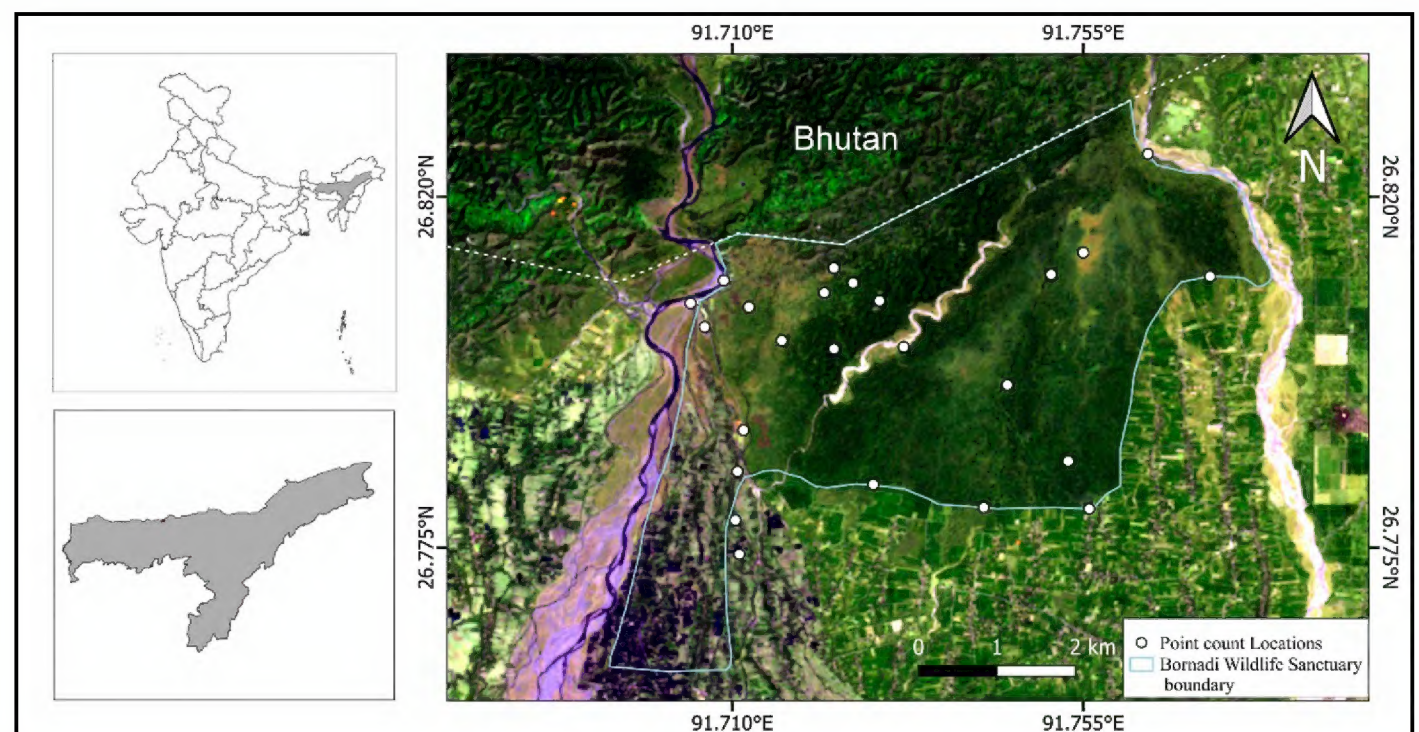 91.710°E 91.755°E
Bhutan
N
26.820°N 26.820°N
26.775°N 26.775°N
0 1 2 km
Point count Locations
Bornadi Wildlife Sanctuary
boundary
91.710°E 91.755°E